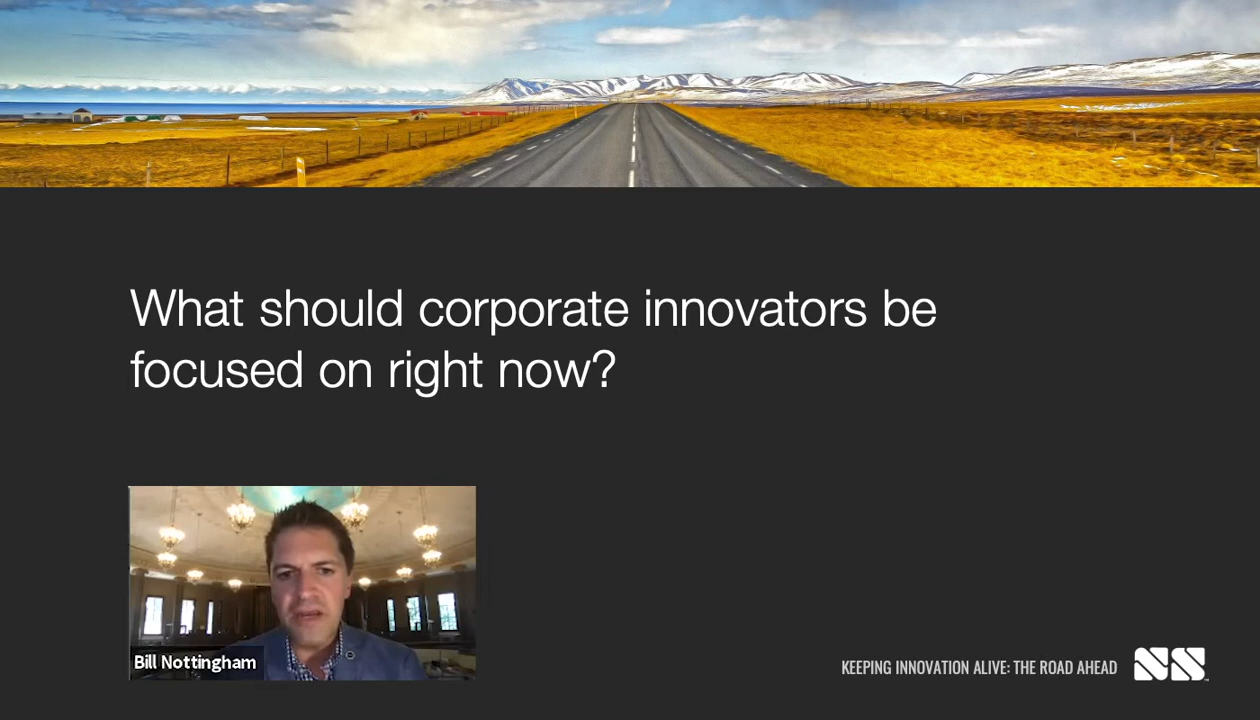 What should corporate innovators be
focused on right now?
Bill Nottingham
KEEPING INNOVATION ALIVE: THE ROAD AHEAD